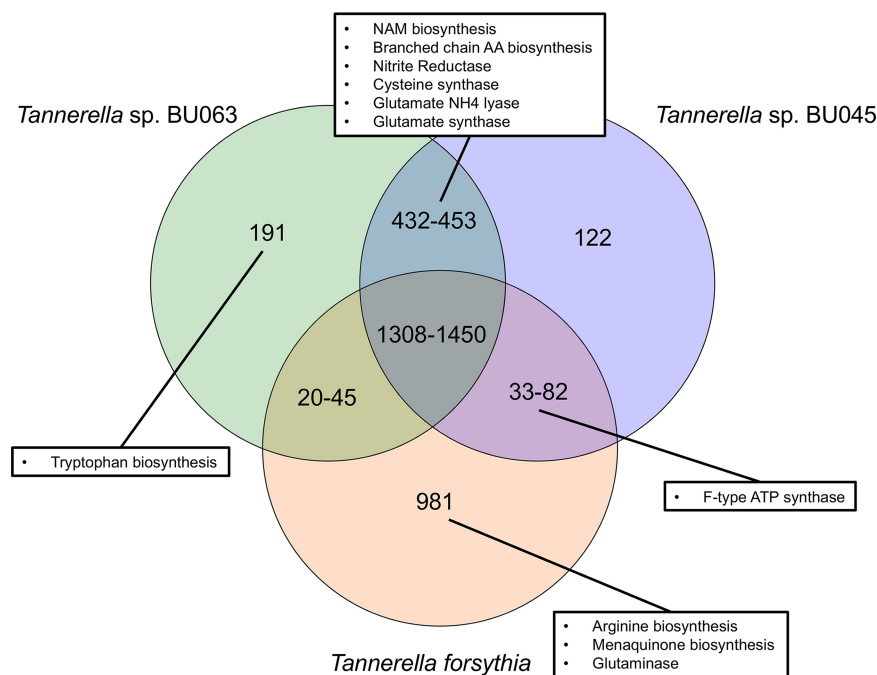 • NAM biosynthesis
• Branched chain AA biosynthesis
• Nitrite Reductase
• Cysteine synthase
• Glutamate NH4 lyase
• Glutamate synthase
Tannerella sp. BU063
Tannerella sp. BU045
432-453
191
122
1308-1450
20-45
33-82
• Tryptophan biosynthesis
• F-type ATP synthase
981
• Arginine biosynthesis
• Menaquinone biosynthesis
• Glutaminase
Tannerella forsythia